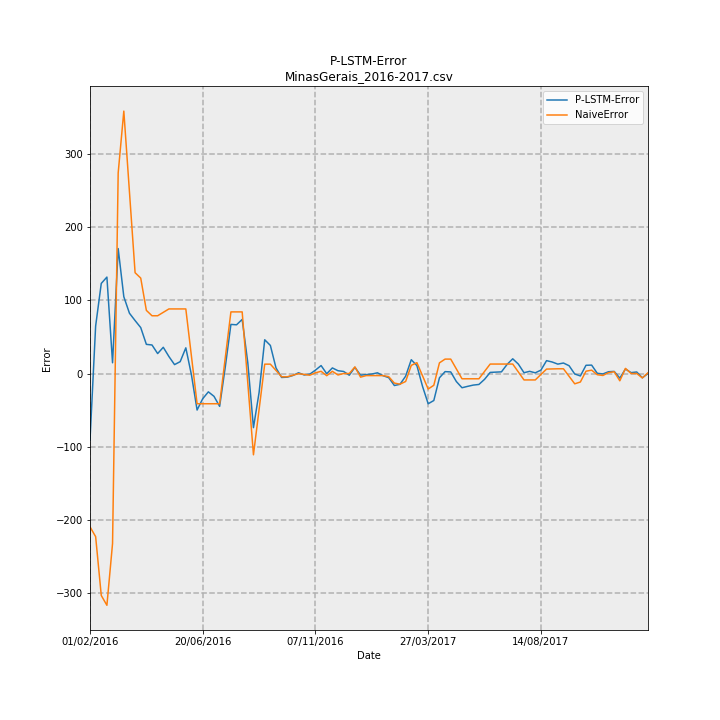 P-LSTM-Error
MinasGerais_2016-2017.csv
P-LSTM-Error
NaiveError
Error
300
200
100
0
−100
−200
−300
01/02/2016 20/06/2016 07/11/2016 27/03/2017 14/08/2017
Date